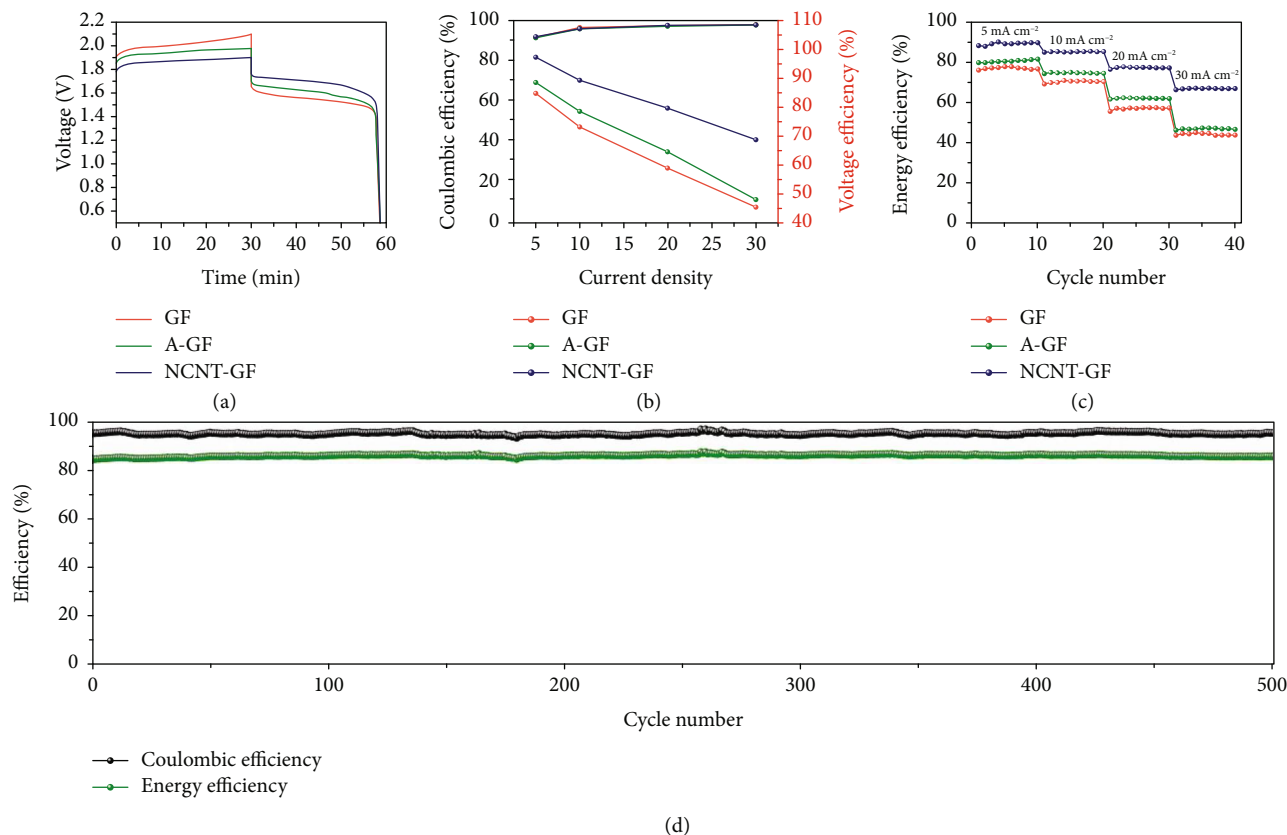 2.2
2.0
1.8
1.6
1.4
1.2
1.0
0.8
0.6
Voltage (V)
0 10 20 30 40 50 60
Time (min)
GF
A-GF
NCNT-GF
(a)
100
80
60
40
20
0
Coulombic efficiency (%)
110
100
90
80
70
60
50
40
Voltage efficiency (%)
5 10 15 20 25 30
Current density
GF
A-GF
NCNT-GF
(b)
100
80
60
40
20
0
Energy efficiency (%)
5 mA cm⁻²
10 mA cm⁻²
20 mA cm⁻²
30 mA cm⁻²
0 10 20 30 40
Cycle number
GF
A-GF
NCNT-GF
(c)
100
80
60
40
20
0
Efficiency (%)
0 100 200 300 400 500
Cycle number
Coulombic efficiency
Energy efficiency
(d)